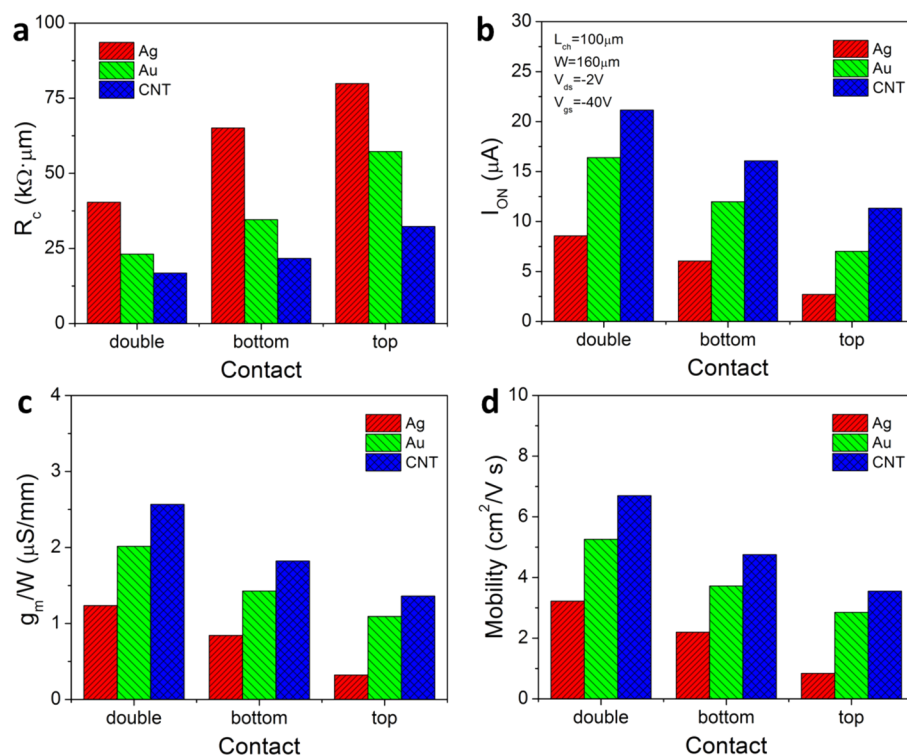 a
R_c (kΩ·μm)
100
75
50
25
0
Ag
Au
CNT
double bottom top
Contact
b
I_ON (μA)
30
25
20
15
10
5
0
L_ch=100μm
W=160μm
V_ds=-2V
V_gs=-40V
Ag
Au
CNT
double bottom top
Contact
c
g_m/W (μS/mm)
4
3
2
1
0
Ag
Au
CNT
double bottom top
Contact
d
Mobility (cm²/V s)
10
8
6
4
2
0
Ag
Au
CNT
double bottom top
Contact